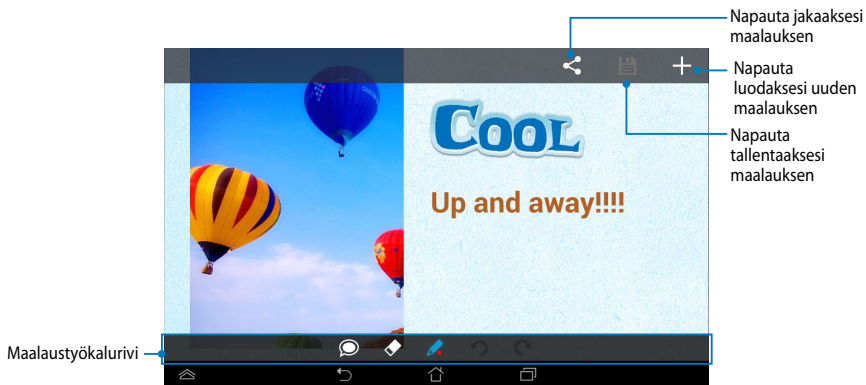 Napauta jakaaksesi
maalauksen
Napauta
luodaksesi uuden
maalauksen
Napauta
tallentaaksesi
maalauksen
COOL
Up and away!!!!
Maalaustyökalurivi